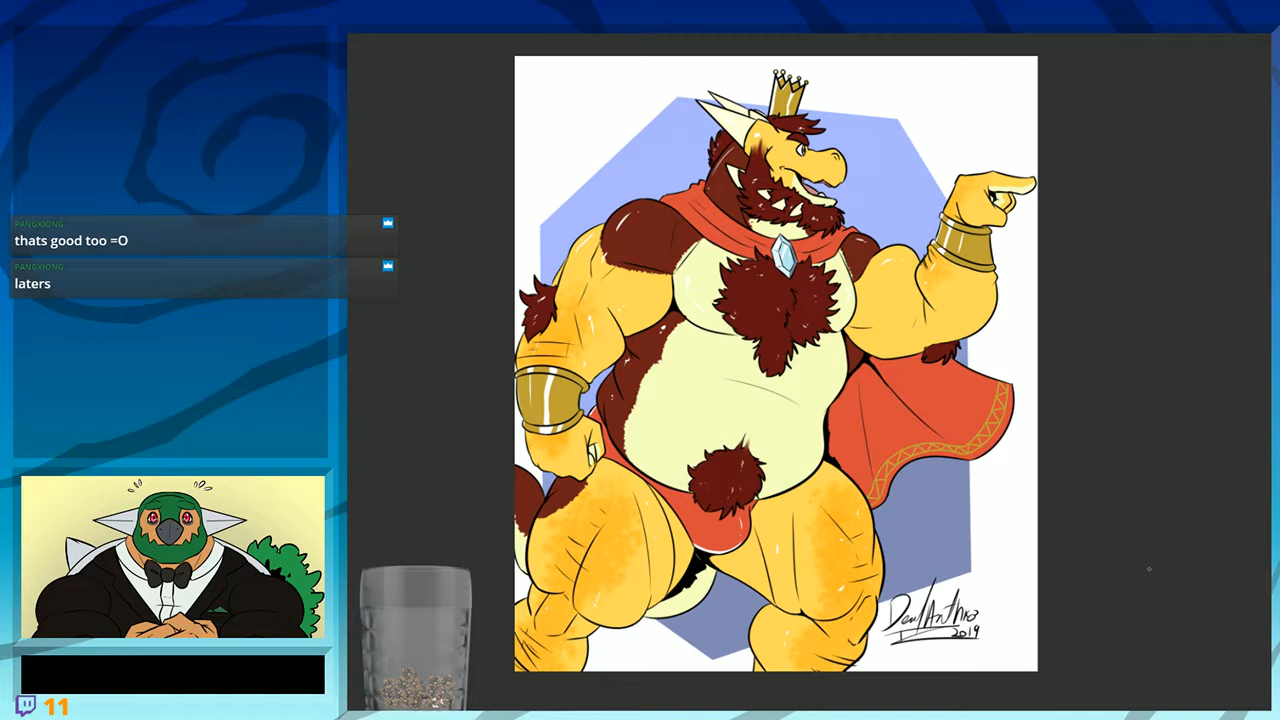 PANGXIONG
thats good too =O
PANGXIONG
laters
2019
11